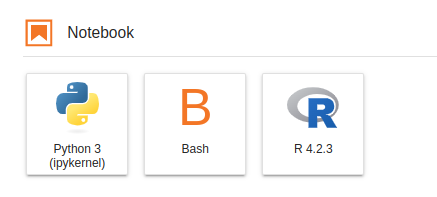 Notebook
B
R
Python 3
(ipykernel)
Bash
R 4.2.3